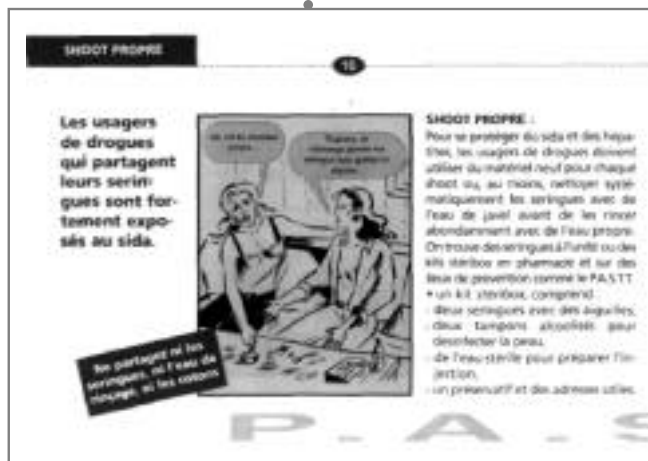 SHOOT PROPRE
Les usagers
de drogues
qui partagent
leurs serin-
gues sont for-
tement expo-
sés au sida.
Ne partagez ni les
seringues, ni l'eau de
rinçage, ni les cotons
SHOOT PROPRE :
Pour se protéger du sida et des hépa-
tites, les usagers de drogues doivent
utiliser du matériel neuf pour chaque
shoot ou, au moins, nettoyer systé-
matiquement les seringues avec de
l'eau de javel avant de les rincer
abondamment avec de l'eau propre.
On trouve des seringues à l'unité ou des
kits stéribox en pharmacie et sur des
lieux de prévention comme le P.A.S.T.T.
• un kit stéribox, comprend
- deux seringues avec des aiguilles,
- deux tampons alcoolisés pour
désinfecter la peau,
- de l'eau stérile pour préparer l'in-
jection,
- un préservatif et des adresses utiles.
P.A.S